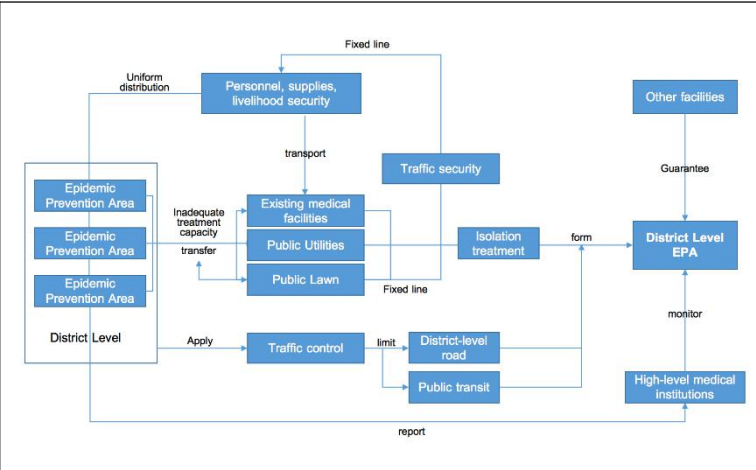 Fixed line
Uniform
distribution
Personnel, supplies,
livelihood security
Other facilities
transport
Traffic security
Guarantee
Epidemic
Prevention Area
Inadequate
treatment
capacity
transfer
Existing medical
facilities
Epidemic
Prevention Area
Public Utilities
Isolation
treatment
form
District Level
EPA
Epidemic
Prevention Area
Public Lawn
Fixed line
District Level
Apply
Traffic control
limit
District-level
road
monitor
Public transit
High-level medical
institutions
report